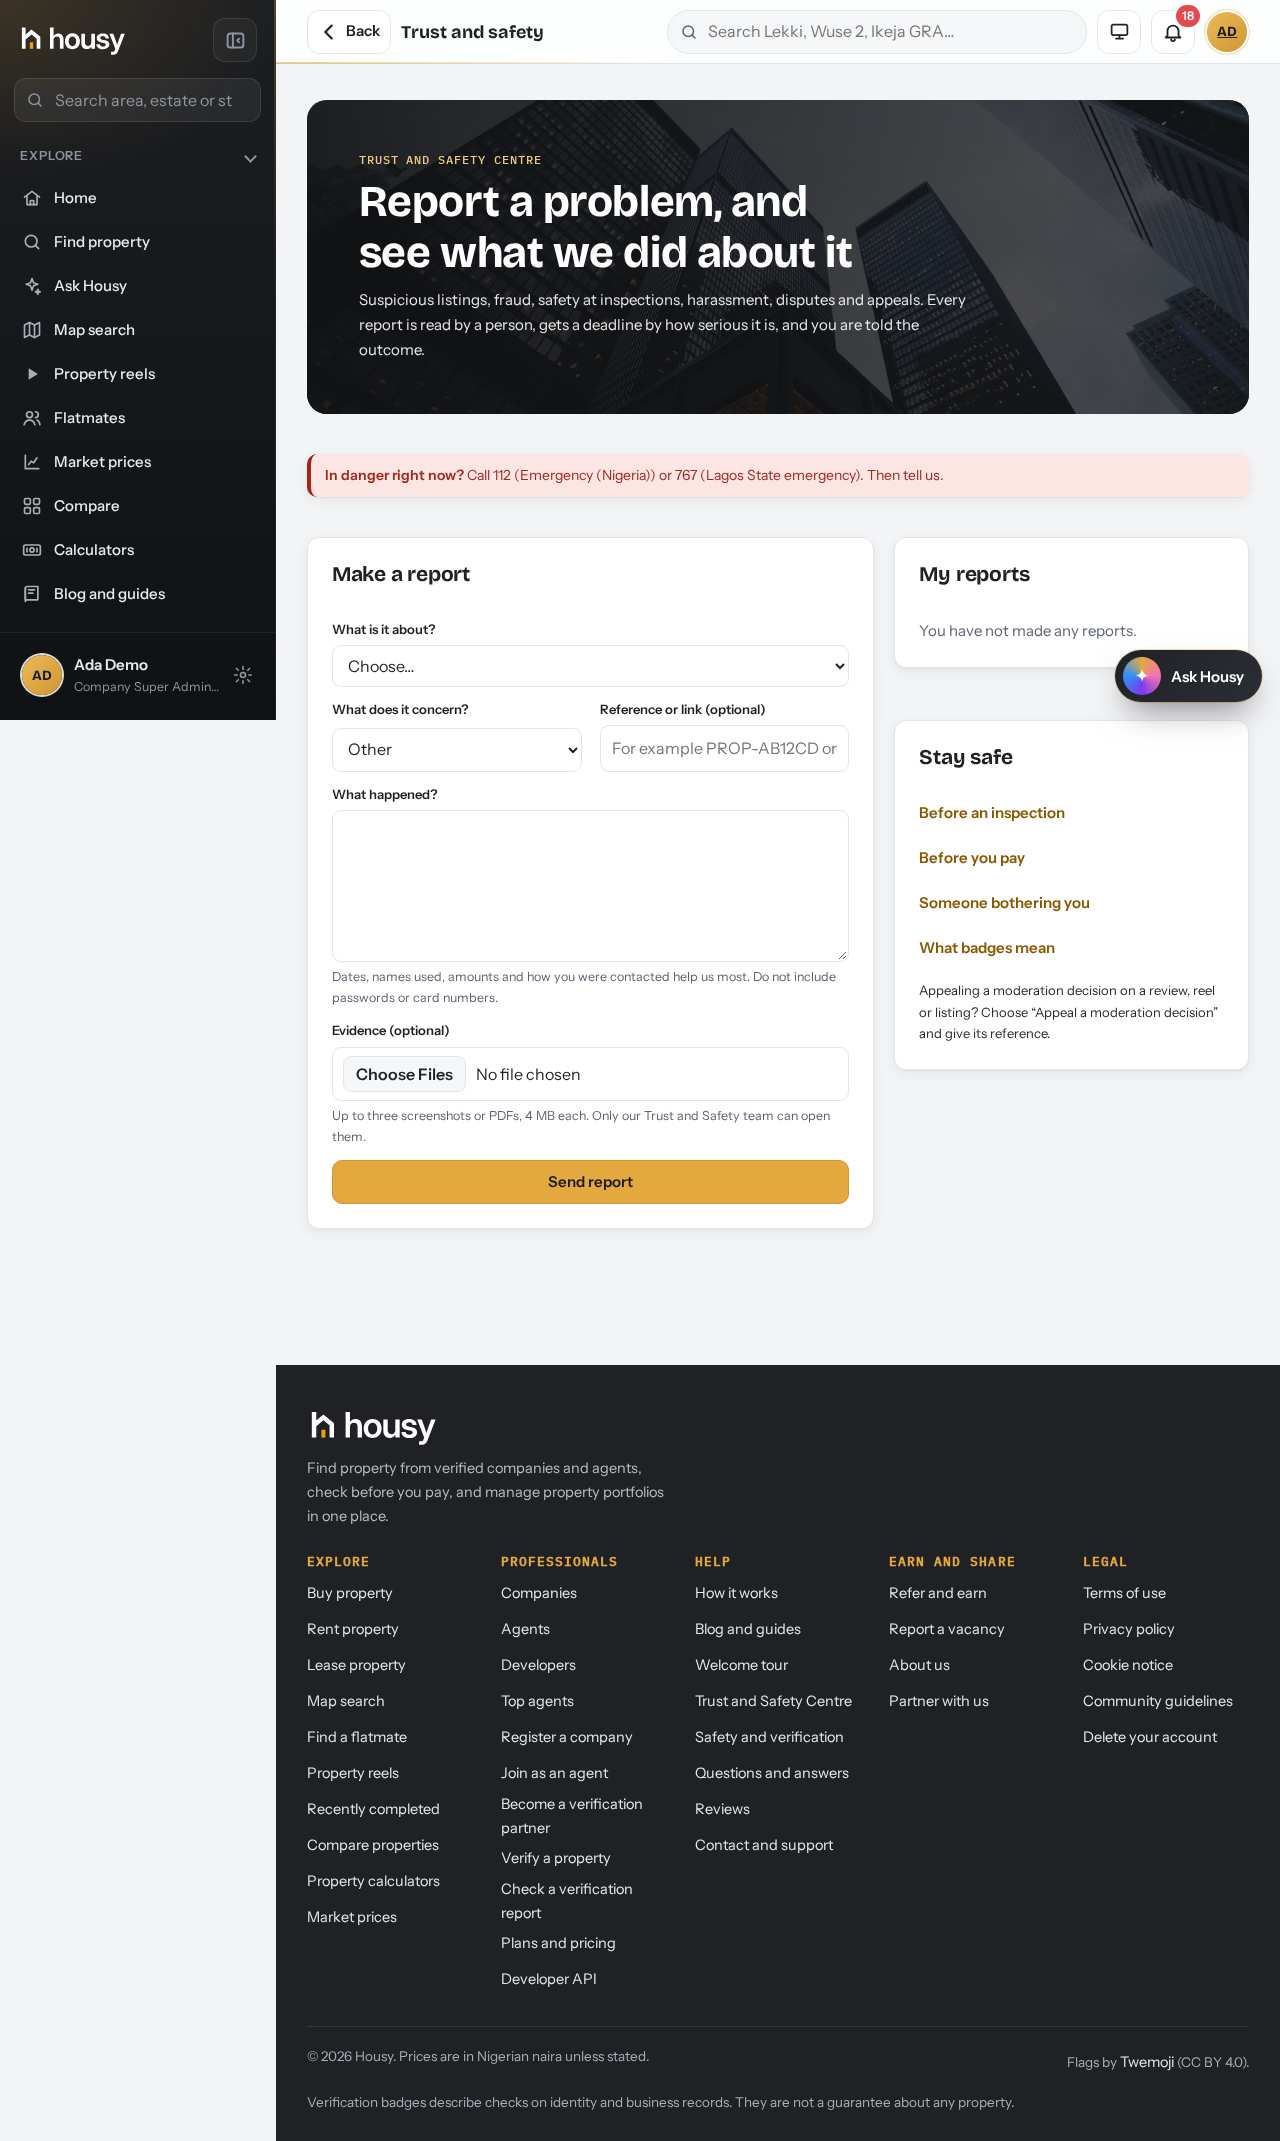 housy
Search area, estate or st
EXPLORE
Home
Find property
Ask Housy
Map search
Property reels
Flatmates
Market prices
Compare
Calculators
Blog and guides
AD
Ada Demo
Company Super Admin...
Back
Trust and safety
Search Lekki, Wuse 2, Ikeja GRA...
18
AD
TRUST AND SAFETY CENTRE
Report a problem, and
see what we did about it
Suspicious listings, fraud, safety at inspections, harassment, disputes and appeals. Every
report is read by a person, gets a deadline by how serious it is, and you are told the
outcome.
In danger right now? Call 112 (Emergency (Nigeria)) or 767 (Lagos State emergency). Then tell us.
Make a report
What is it about?
Choose...
What does it concern?
Reference or link (optional)
Other
For example PROP-AB12CD or
What happened?
Dates, names used, amounts and how you were contacted help us most. Do not include
passwords or card numbers.
Evidence (optional)
Choose Files No file chosen
Up to three screenshots or PDFs, 4 MB each. Only our Trust and Safety team can open
them.
Send report
My reports
You have not made any reports.
Ask Housy
Stay safe
Before an inspection
Before you pay
Someone bothering you
What badges mean
Appealing a moderation decision on a review, reel
or listing? Choose “Appeal a moderation decision”
and give its reference.
housy
Find property from verified companies and agents,
check before you pay, and manage property portfolios
in one place.
EXPLORE
Buy property
Rent property
Lease property
Map search
Find a flatmate
Property reels
Recently completed
Compare properties
Property calculators
Market prices
PROFESSIONALS
Companies
Agents
Developers
Top agents
Register a company
Join as an agent
Become a verification
partner
Verify a property
Check a verification
report
Plans and pricing
Developer API
HELP
How it works
Blog and guides
Welcome tour
Trust and Safety Centre
Safety and verification
Questions and answers
Reviews
Contact and support
EARN AND SHARE
Refer and earn
Report a vacancy
About us
Partner with us
LEGAL
Terms of use
Privacy policy
Cookie notice
Community guidelines
Delete your account
© 2026 Housy. Prices are in Nigerian naira unless stated.
Flags by Twemoji (CC BY 4.0).
Verification badges describe checks on identity and business records. They are not a guarantee about any property.